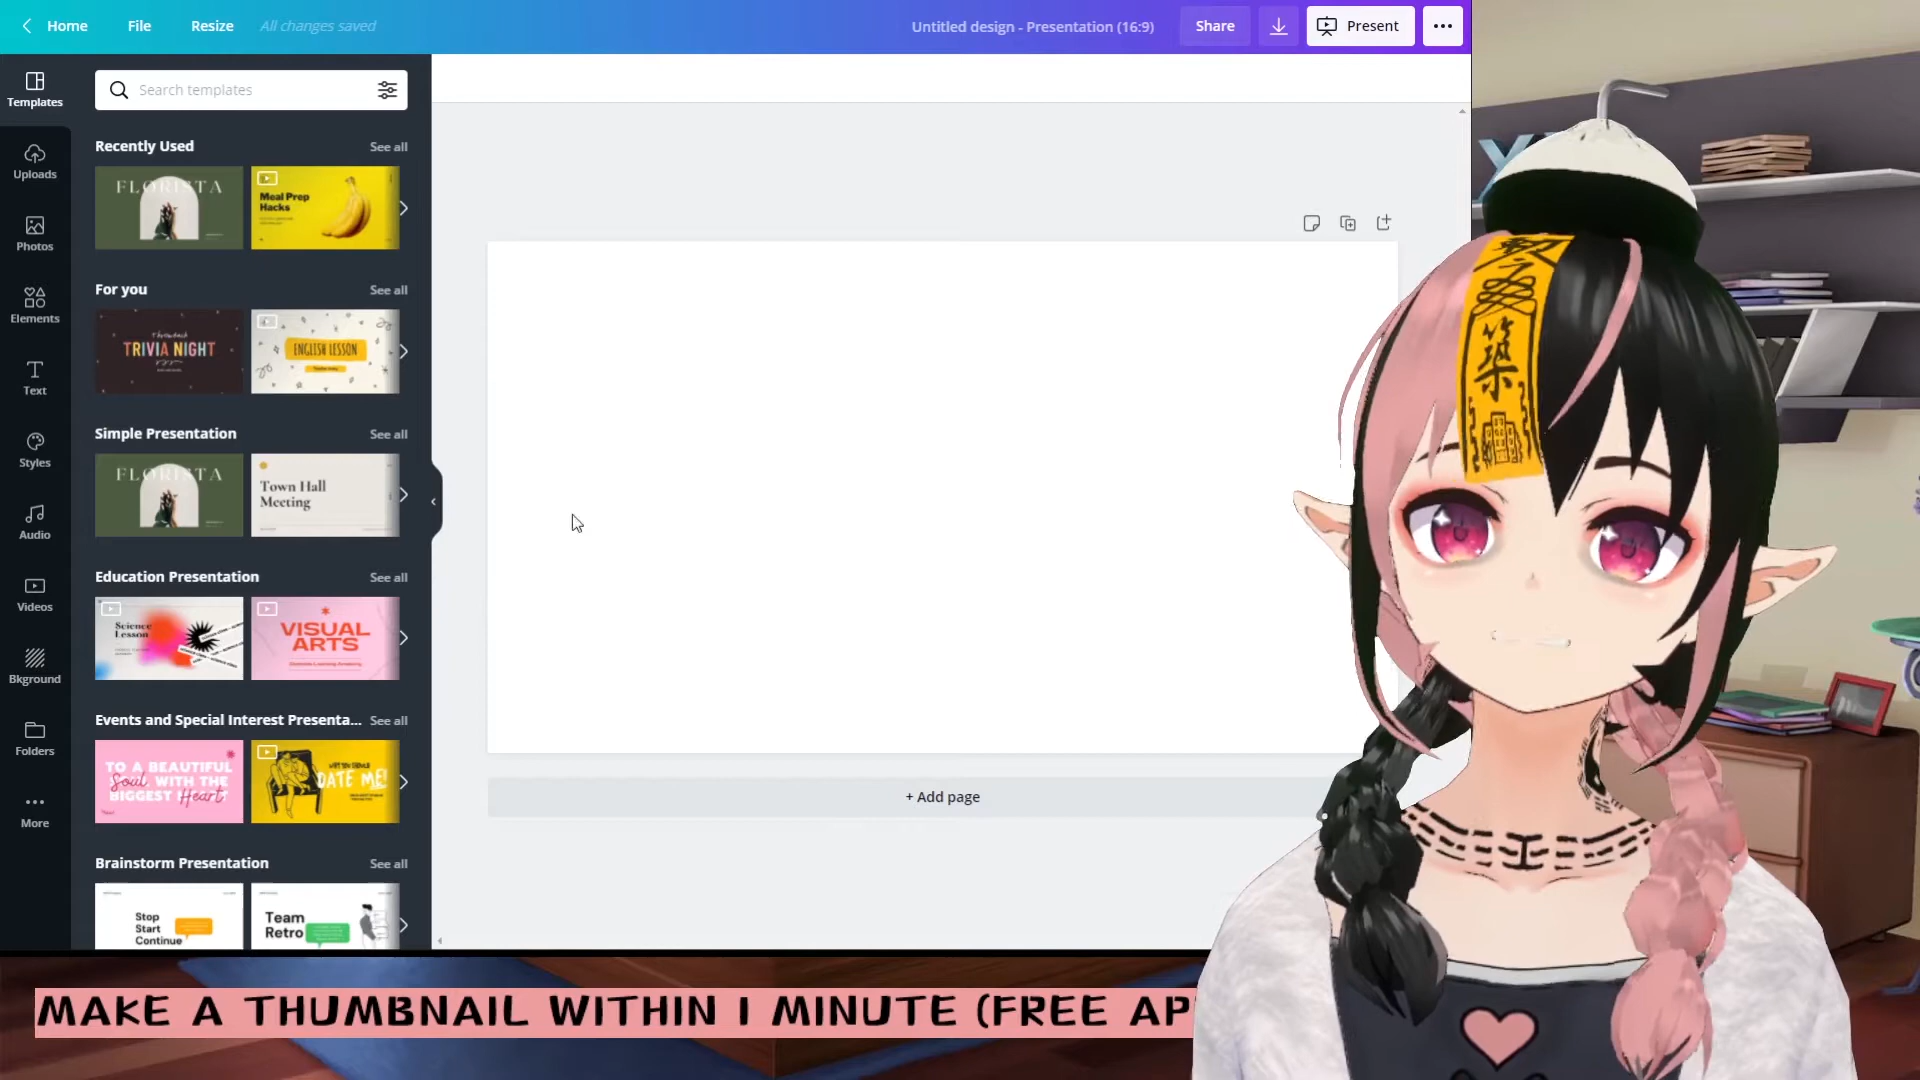 Home File Resize All changes saved Untitled design - Presentation (16:9) Share Present
Templates
Uploads
Photos
Elements
Text
Styles
Audio
Videos
Bkground
Folders
More
Search templates
Recently Used See all
FLORISTA
Meal Prep
Hacks
For you See all
Throwback
TRIVIA NIGHT
ENGLISH LESSON
Simple Presentation See all
FLORISTA
Town Hall
Meeting
Education Presentation See all
Science
Lesson
VISUAL
ARTS
Events and Special Interest Presenta... See all
TO A BEAUTIFUL
Soul WITH THE
BIGGEST Heart
DATE ME!
Brainstorm Presentation See all
Stop
Start
Continue
Team
Retro
+ Add page
築
MAKE A THUMBNAIL WITHIN 1 MINUTE (FREE AP